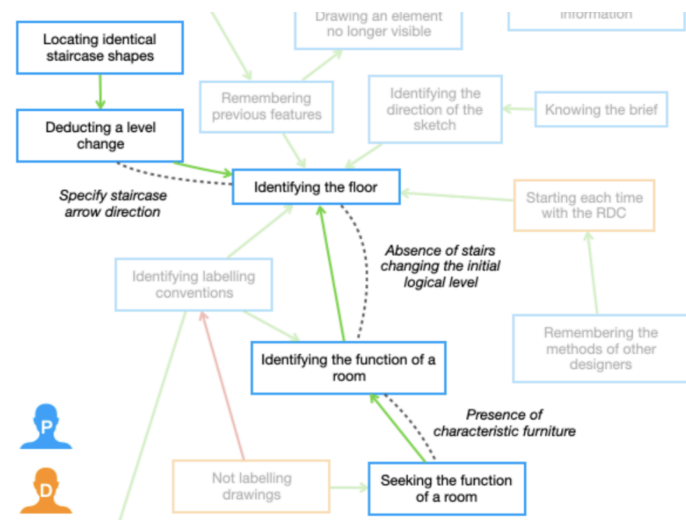 Drawing an element
no longer visible
information
Locating identical
staircase shapes
Remembering
previous features
Identifying the
direction of the
sketch
Knowing the brief
Deducting a level
change
Identifying the floor
Specify staircase
arrow direction
Starting each time
with the RDC
Absence of stairs
changing the initial
logical level
Identifying labelling
conventions
Remembering the
methods of other
designers
Identifying the function of a
room
Presence of
characteristic furniture
P
Not labelling
drawings
Seeking the function
of a room
D